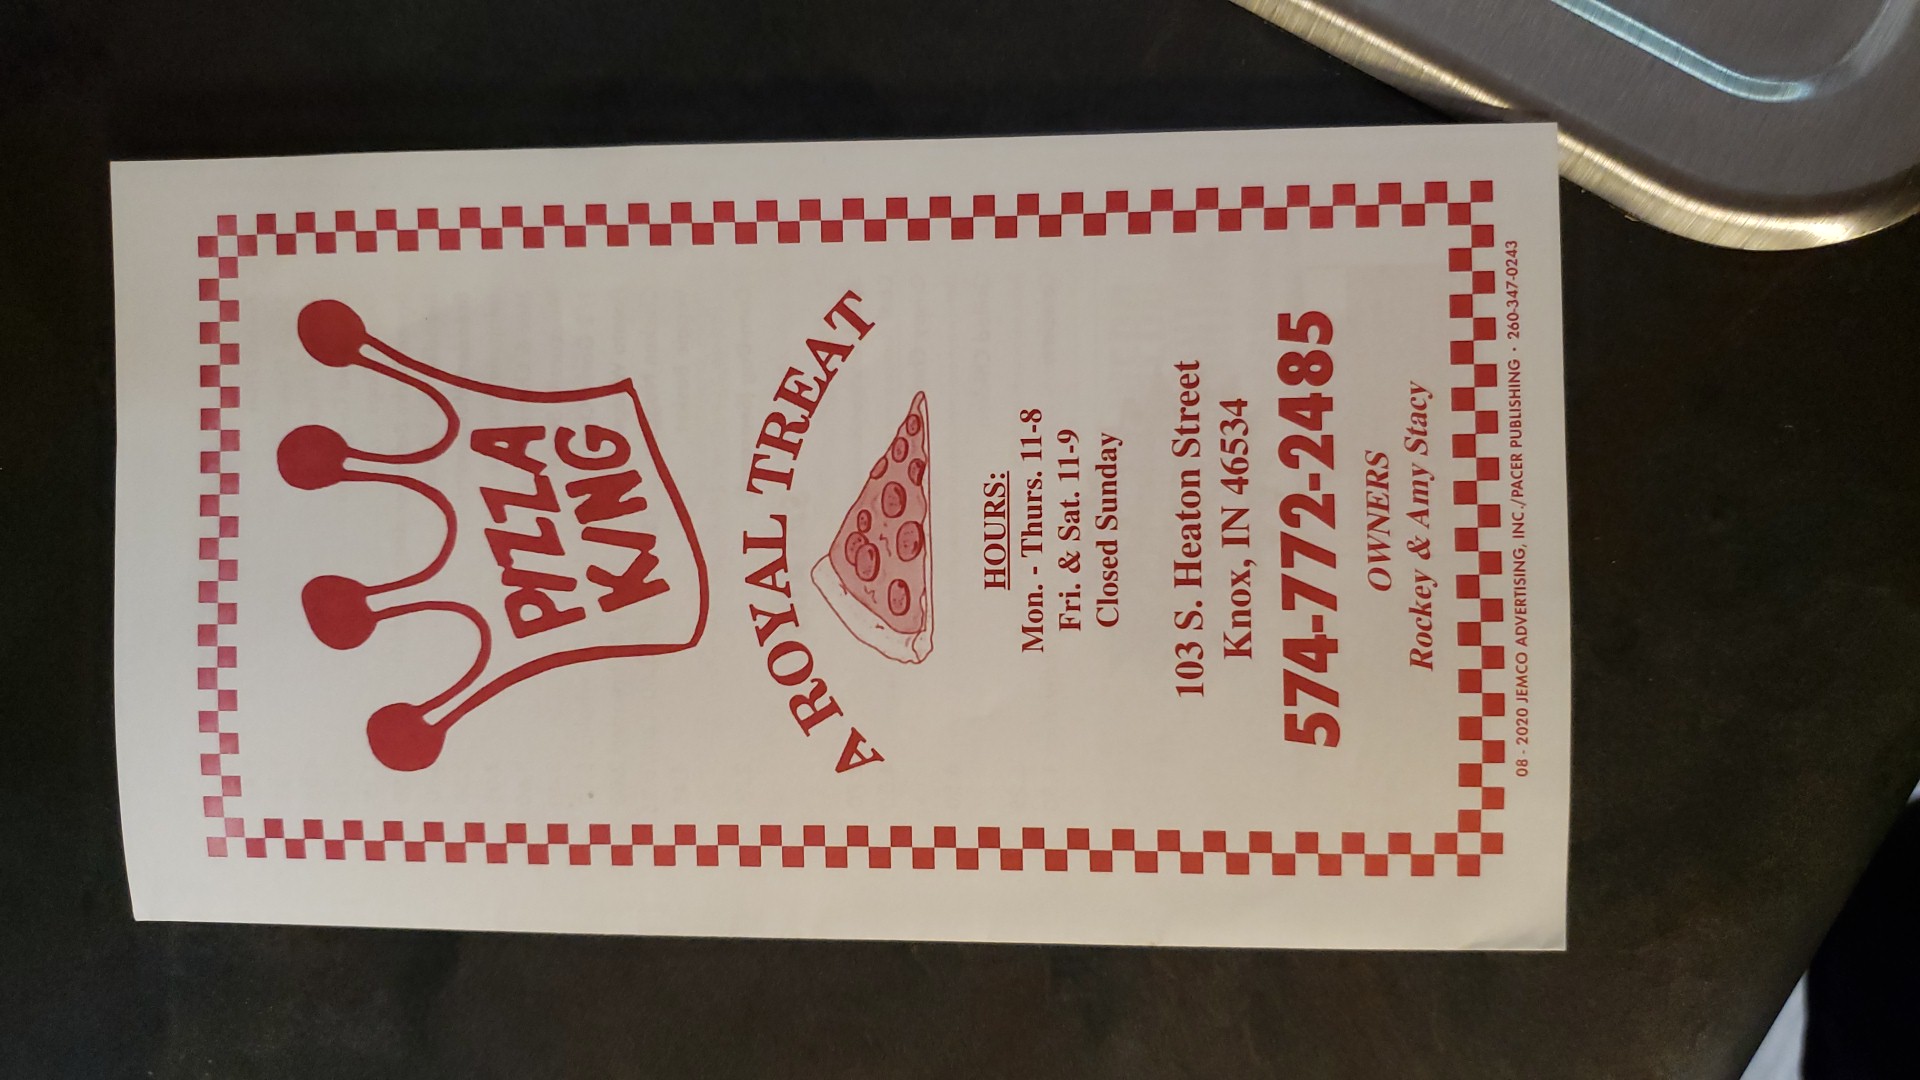 PIZZA
KING
A ROYAL TREAT
HOURS:
Mon. - Thurs. 11-8
Fri. & Sat. 11-9
Closed Sunday
103 S. Heaton Street
Knox, IN 46534
574-772-2485
OWNERS
Rockey & Amy Stacy
08 - 2020 JEMCO ADVERTISING, INC./PACER PUBLISHING · 260-347-0243